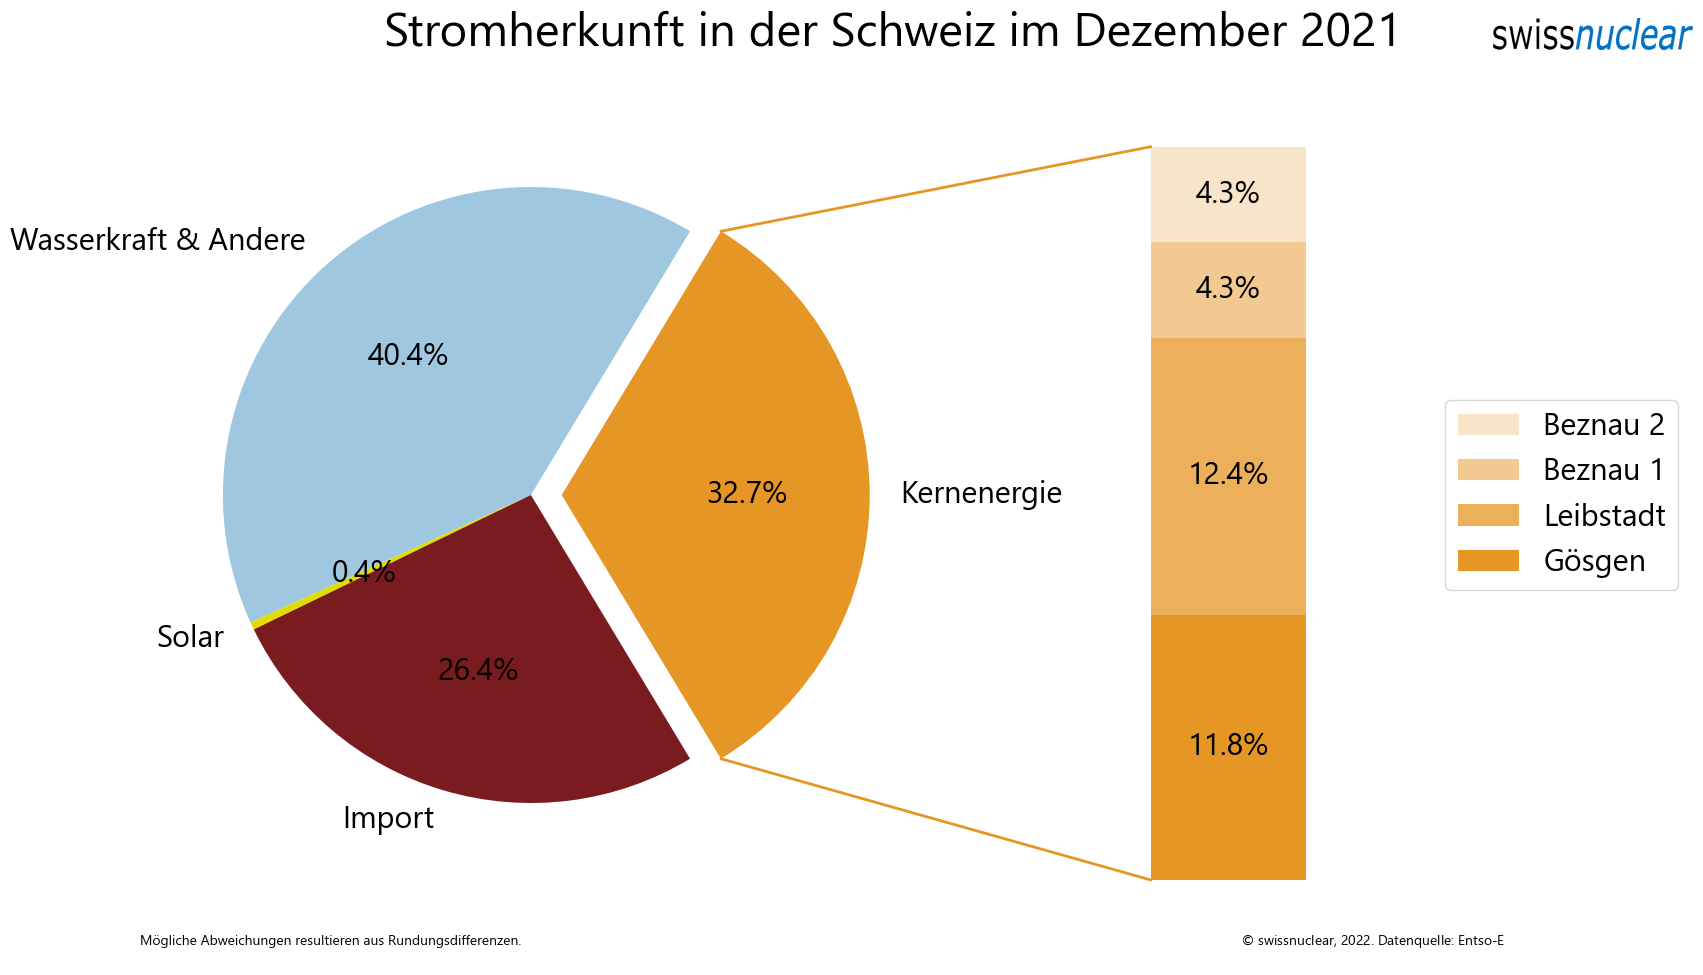 Stromherkunft in der Schweiz im Dezember 2021
swissnuclear
Wasserkraft & Andere
40.4%
0.4%
Solar
26.4%
Import
32.7%
Kernenergie
4.3%
4.3%
12.4%
11.8%
Beznau 2
Beznau 1
Leibstadt
Gösgen
Mögliche Abweichungen resultieren aus Rundungsdifferenzen.
© swissnuclear, 2022. Datenquelle: Entso-E